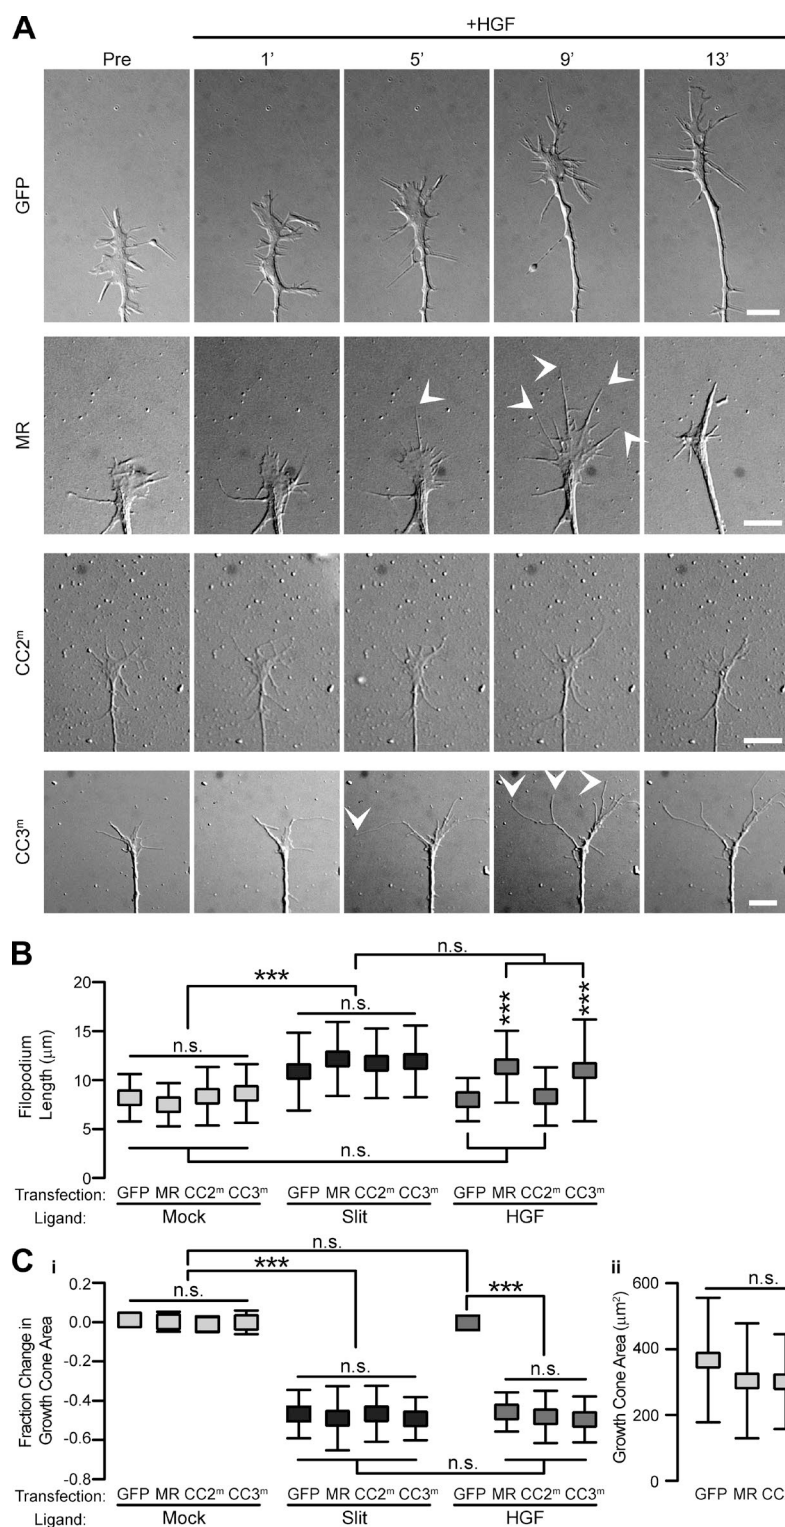 A
+HGF
Pre 1’ 5’ 9’ 13’
GFP
MR
CC2ᵐ
CC3ᵐ
B
n.s.
***
n.s.
n.s.
***
***
n.s.
20
15
10
5
0
Filopodium
Length (μm)
Transfection: GFP MR CC2ᵐ CC3ᵐ GFP MR CC2ᵐ CC3ᵐ GFP MR CC2ᵐ CC3ᵐ
Ligand: Mock Slit HGF
C
i
n.s.
***
n.s.
***
n.s.
n.s.
n.s.
0.2
0.0
-0.2
-0.4
-0.6
-0.8
Fraction Change in
Growth Cone Area
Transfection: GFP MR CC2ᵐ CC3ᵐ GFP MR CC2ᵐ CC3ᵐ GFP MR CC2ᵐ CC3ᵐ
Ligand: Mock Slit HGF
ii
n.s.
600
400
200
0
Growth Cone Area (μm²)
GFP MR CC